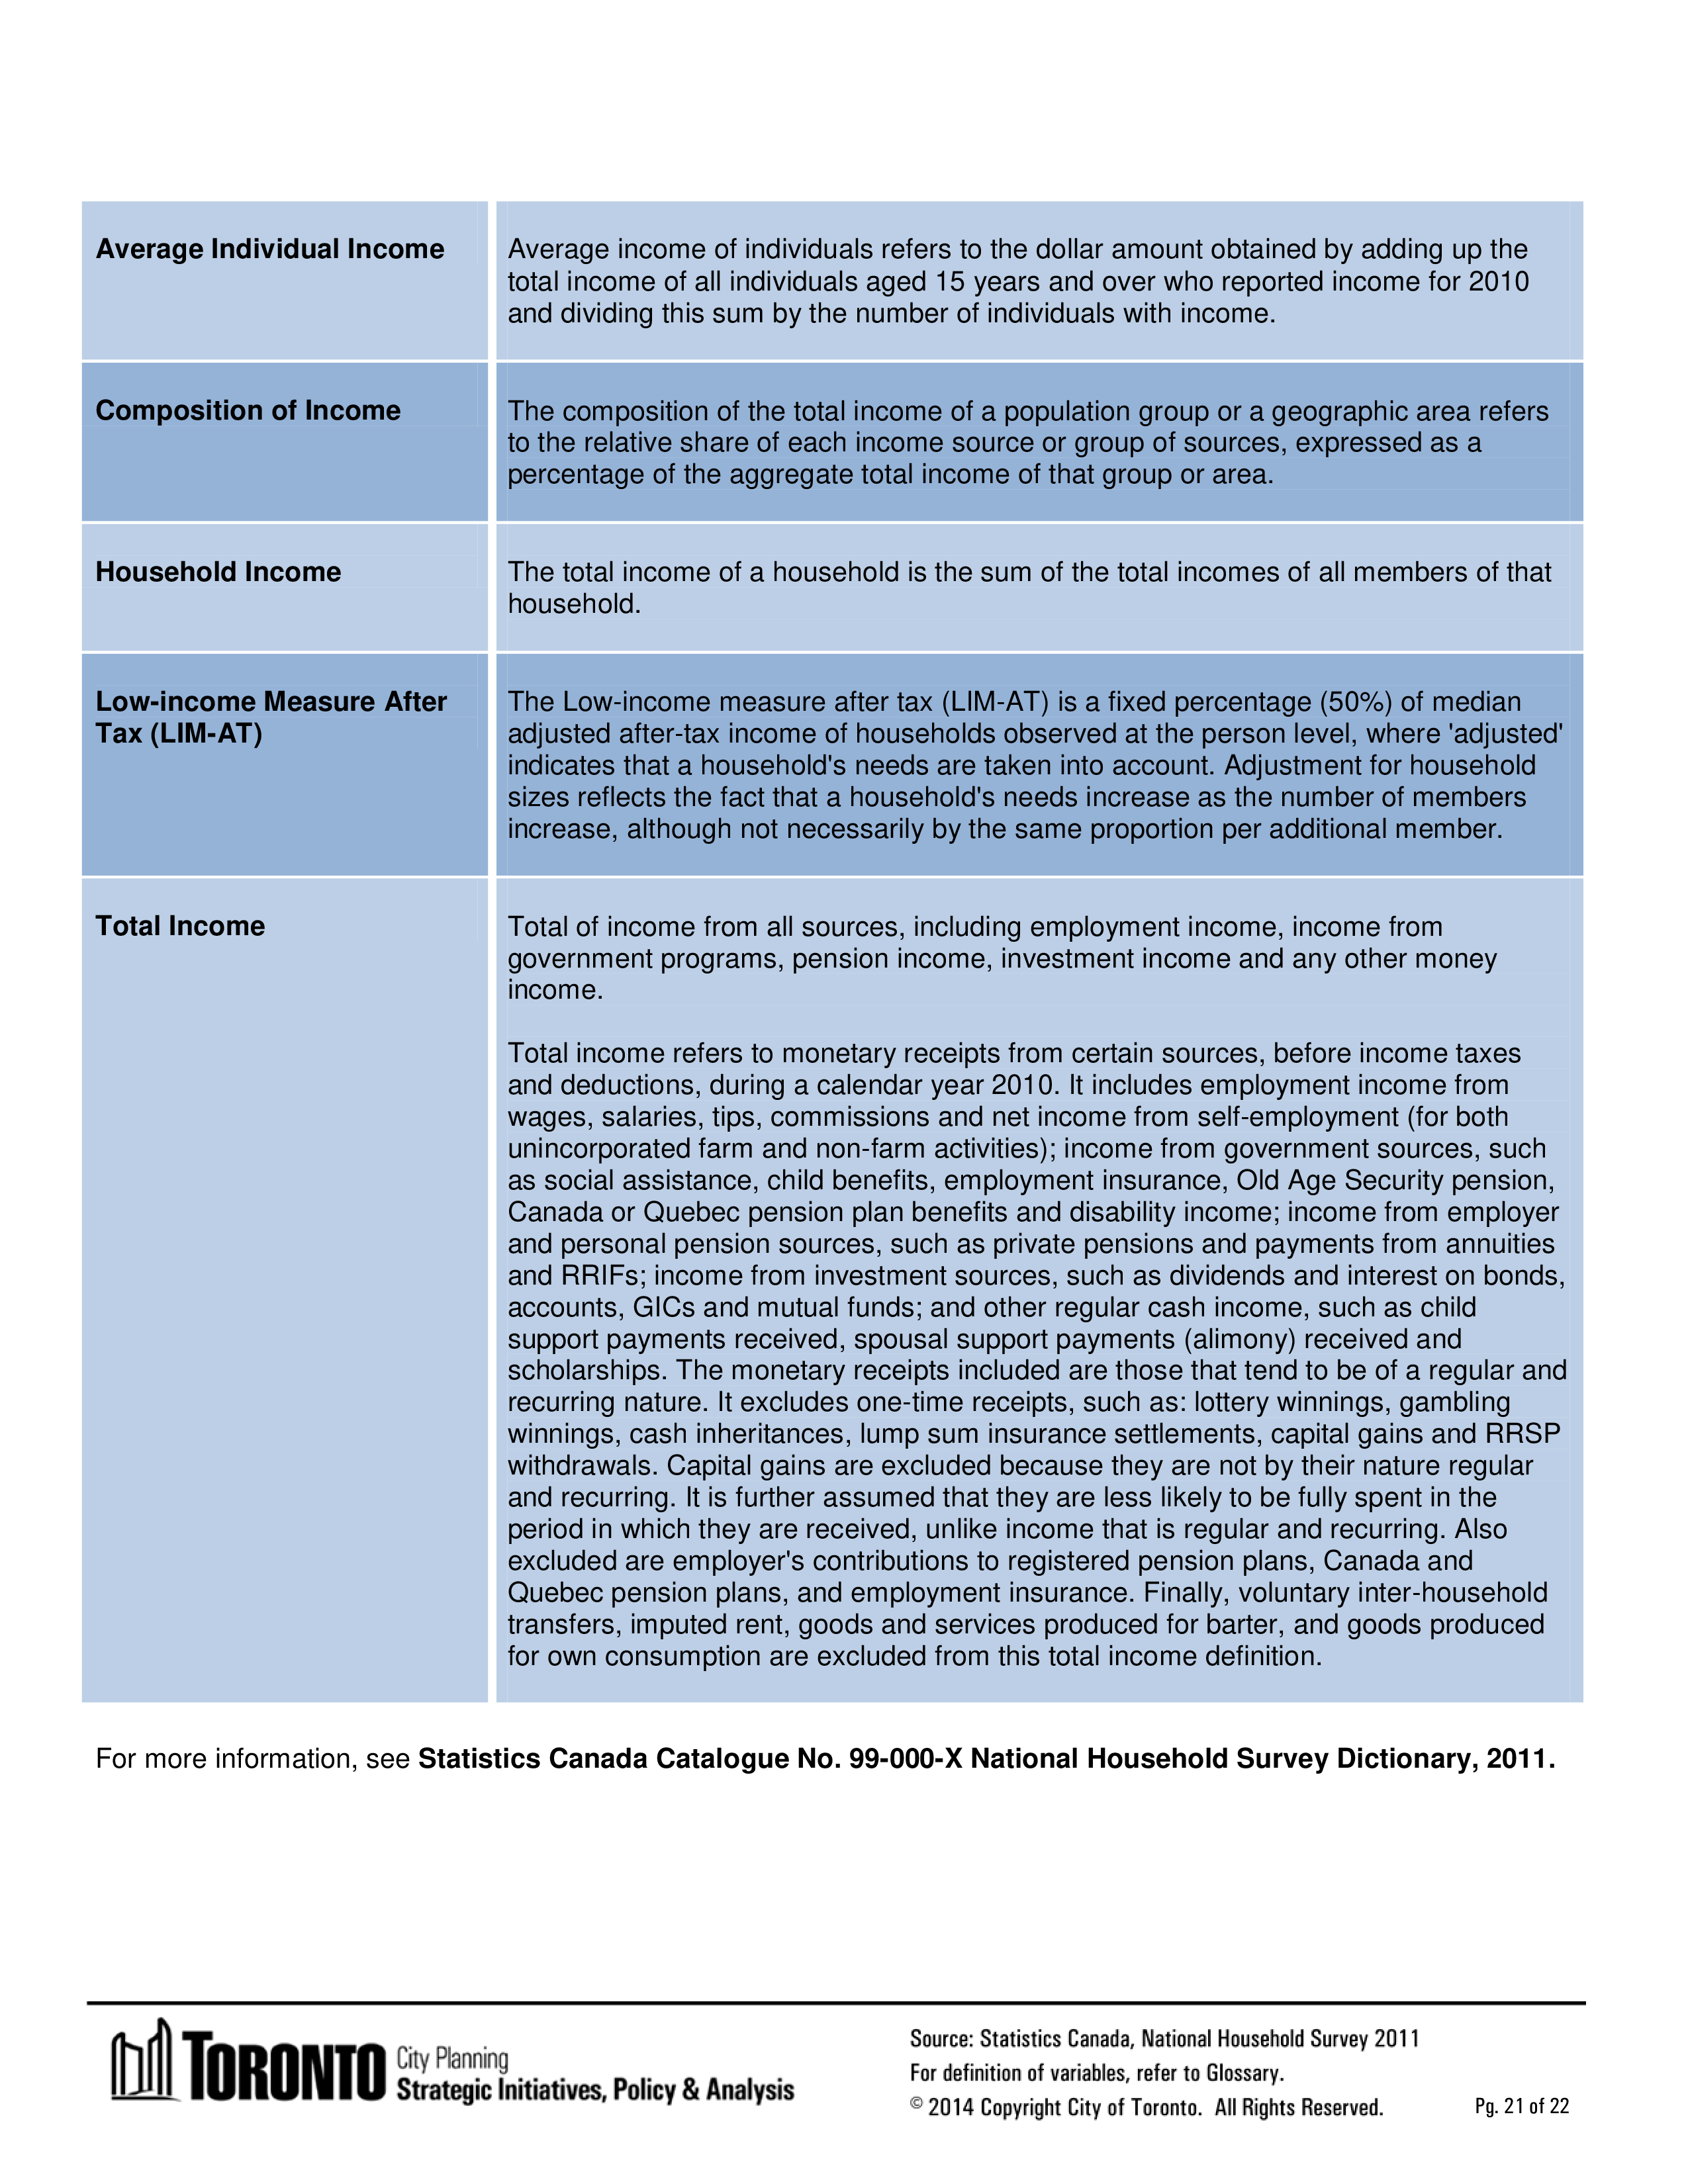 Average Individual Income
Average income of individuals refers to the dollar amount obtained by adding up the
total income of all individuals aged 15 years and over who reported income for 2010
and dividing this sum by the number of individuals with income.
Composition of Income
The composition of the total income of a population group or a geographic area refers
to the relative share of each income source or group of sources, expressed as a
percentage of the aggregate total income of that group or area.
Household Income
The total income of a household is the sum of the total incomes of all members of that
household.
Low-income Measure After
Tax (LIM-AT)
The Low-income measure after tax (LIM-AT) is a fixed percentage (50%) of median
adjusted after-tax income of households observed at the person level, where 'adjusted'
indicates that a household's needs are taken into account. Adjustment for household
sizes reflects the fact that a household's needs increase as the number of members
increase, although not necessarily by the same proportion per additional member.
Total Income
Total of income from all sources, including employment income, income from
government programs, pension income, investment income and any other money
income.
Total income refers to monetary receipts from certain sources, before income taxes
and deductions, during a calendar year 2010. It includes employment income from
wages, salaries, tips, commissions and net income from self-employment (for both
unincorporated farm and non-farm activities); income from government sources, such
as social assistance, child benefits, employment insurance, Old Age Security pension,
Canada or Quebec pension plan benefits and disability income; income from employer
and personal pension sources, such as private pensions and payments from annuities
and RRIFs; income from investment sources, such as dividends and interest on bonds,
accounts, GICs and mutual funds; and other regular cash income, such as child
support payments received, spousal support payments (alimony) received and
scholarships. The monetary receipts included are those that tend to be of a regular and
recurring nature. It excludes one-time receipts, such as: lottery winnings, gambling
winnings, cash inheritances, lump sum insurance settlements, capital gains and RRSP
withdrawals. Capital gains are excluded because they are not by their nature regular
and recurring. It is further assumed that they are less likely to be fully spent in the
period in which they are received, unlike income that is regular and recurring. Also
excluded are employer's contributions to registered pension plans, Canada and
Quebec pension plans, and employment insurance. Finally, voluntary inter-household
transfers, imputed rent, goods and services produced for barter, and goods produced
for own consumption are excluded from this total income definition.
For more information, see Statistics Canada Catalogue No. 99-000-X National Household Survey Dictionary, 2011.
TORONTO
City Planning
Strategic Initiatives, Policy & Analysis
Source: Statistics Canada, National Household Survey 2011
For definition of variables, refer to Glossary.
© 2014 Copyright City of Toronto. All Rights Reserved.
Pg. 21 of 22